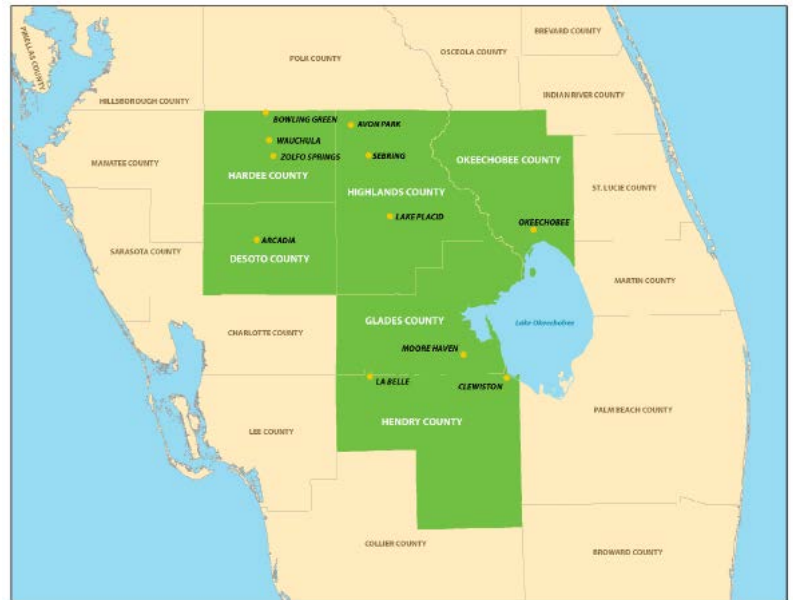 BREVARD COUNTY
PINELLAS COUNTY
OSCEOLA COUNTY
POLK COUNTY
INDIAN RIVER COUNTY
HILLSBOROUGH COUNTY
BOWLING GREEN
AVON PARK
WAUCHULA
ZOLFO SPRINGS
SEBRING
OKEECHOBEE COUNTY
MANATEE COUNTY
HARDEE COUNTY
HIGHLANDS COUNTY
ST. LUCIE COUNTY
LAKE PLACID
OKEECHOBEE
ARCADIA
SARASOTA COUNTY
DESOTO COUNTY
MARTIN COUNTY
GLADES COUNTY
Lake Okeechobee
CHARLOTTE COUNTY
MOORE HAVEN
LA BELLE
CLEWISTON
PALM BEACH COUNTY
HENDRY COUNTY
LEE COUNTY
COLLIER COUNTY
BROWARD COUNTY